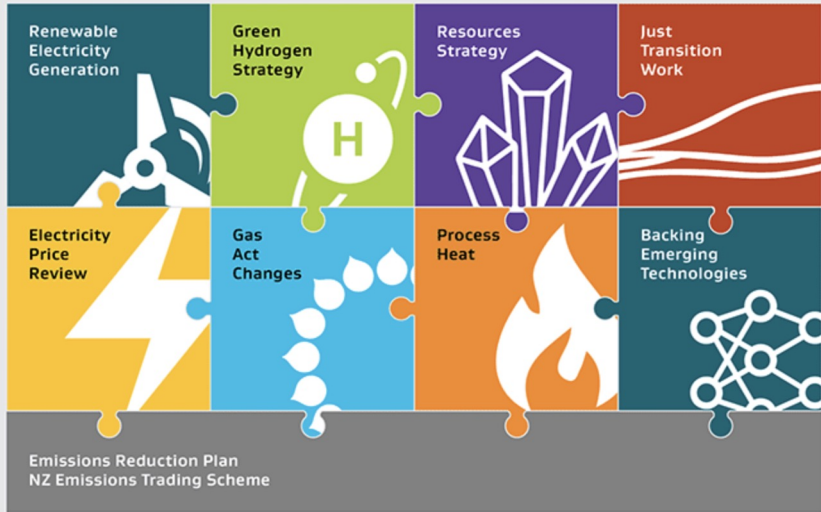 Renewable
Electricity
Generation
Green
Hydrogen
Strategy
H
Resources
Strategy
Just
Transition
Work
Electricity
Price
Review
Gas
Act
Changes
Process
Heat
Backing
Emerging
Technologies
Emissions Reduction Plan
NZ Emissions Trading Scheme